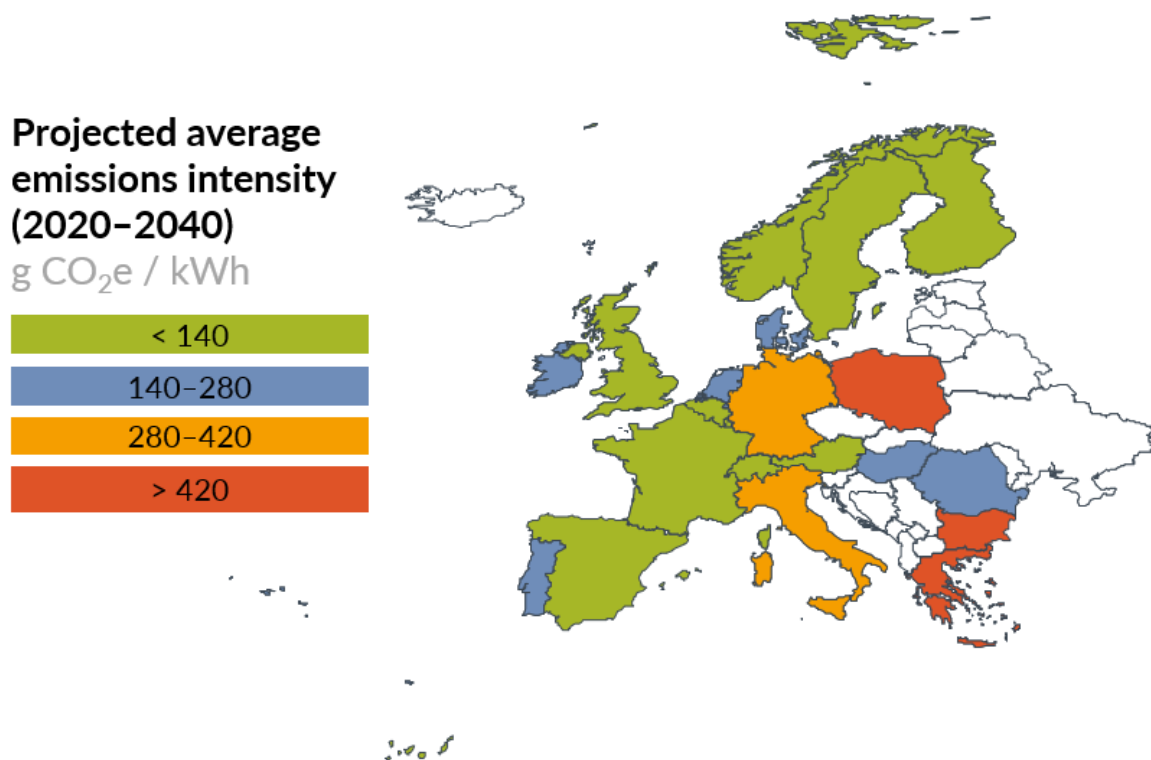 Projected average
emissions intensity
(2020–2040)
g CO₂e / kWh
< 140
140–280
280–420
> 420